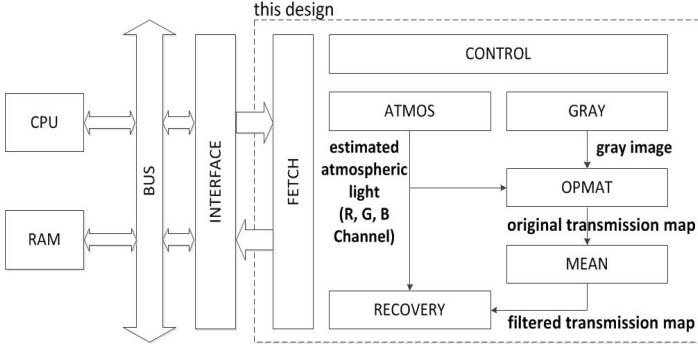 this design
CONTROL
CPU
RAM
BUS
INTERFACE
FETCH
ATMOS
GRAY
estimated
atmospheric
light
(R, G, B
Channel)
gray image
OPMAT
original transmission map
MEAN
RECOVERY
filtered transmission map